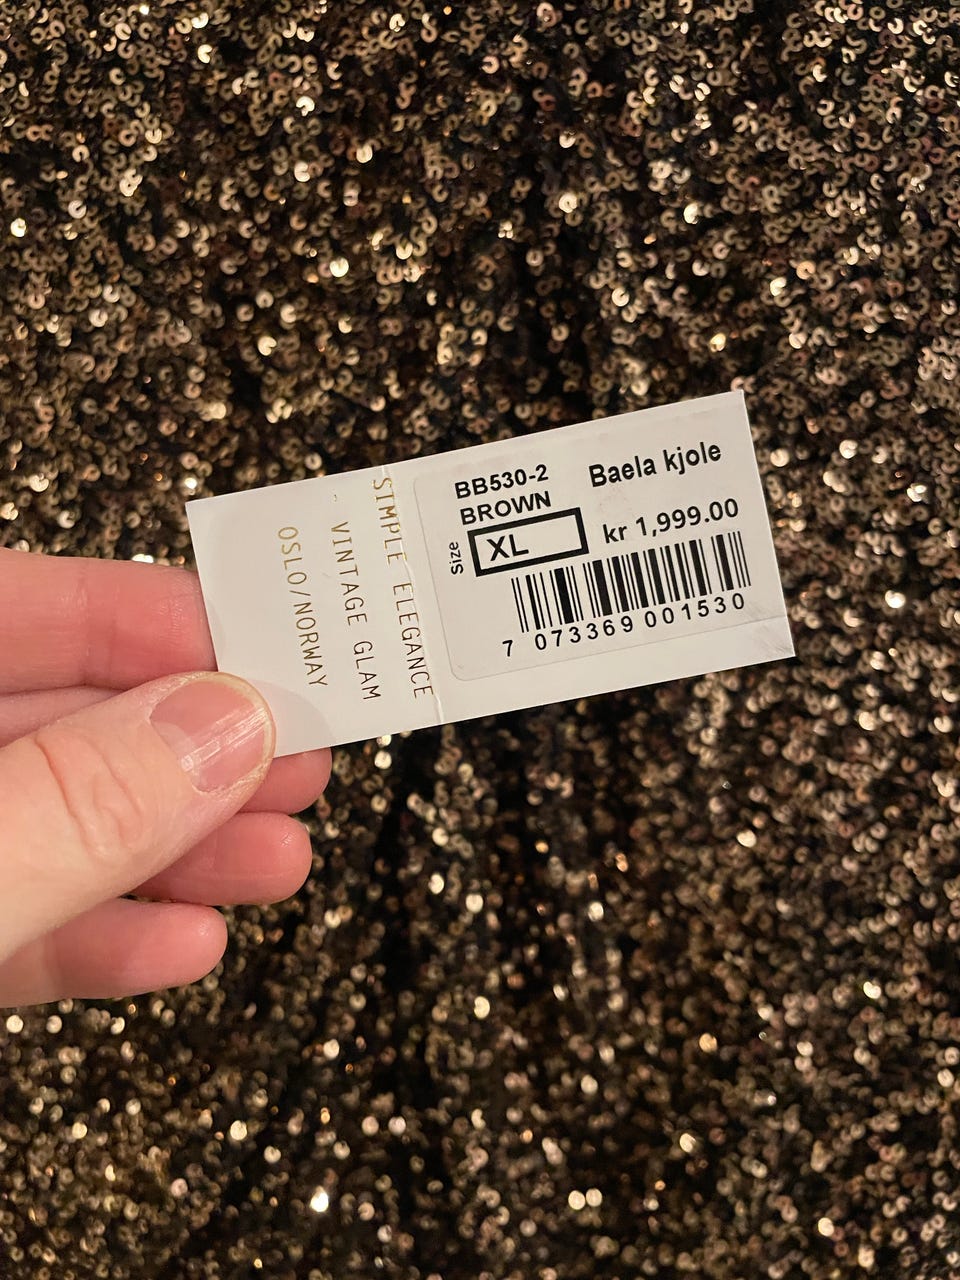 SIMPLE ELEGANCE
- VINTAGE GLAM
OSLO/NORWAY
BB530-2
BROWN
Baela kjole
Size
XL
kr 1,999.00
7 073369 001530